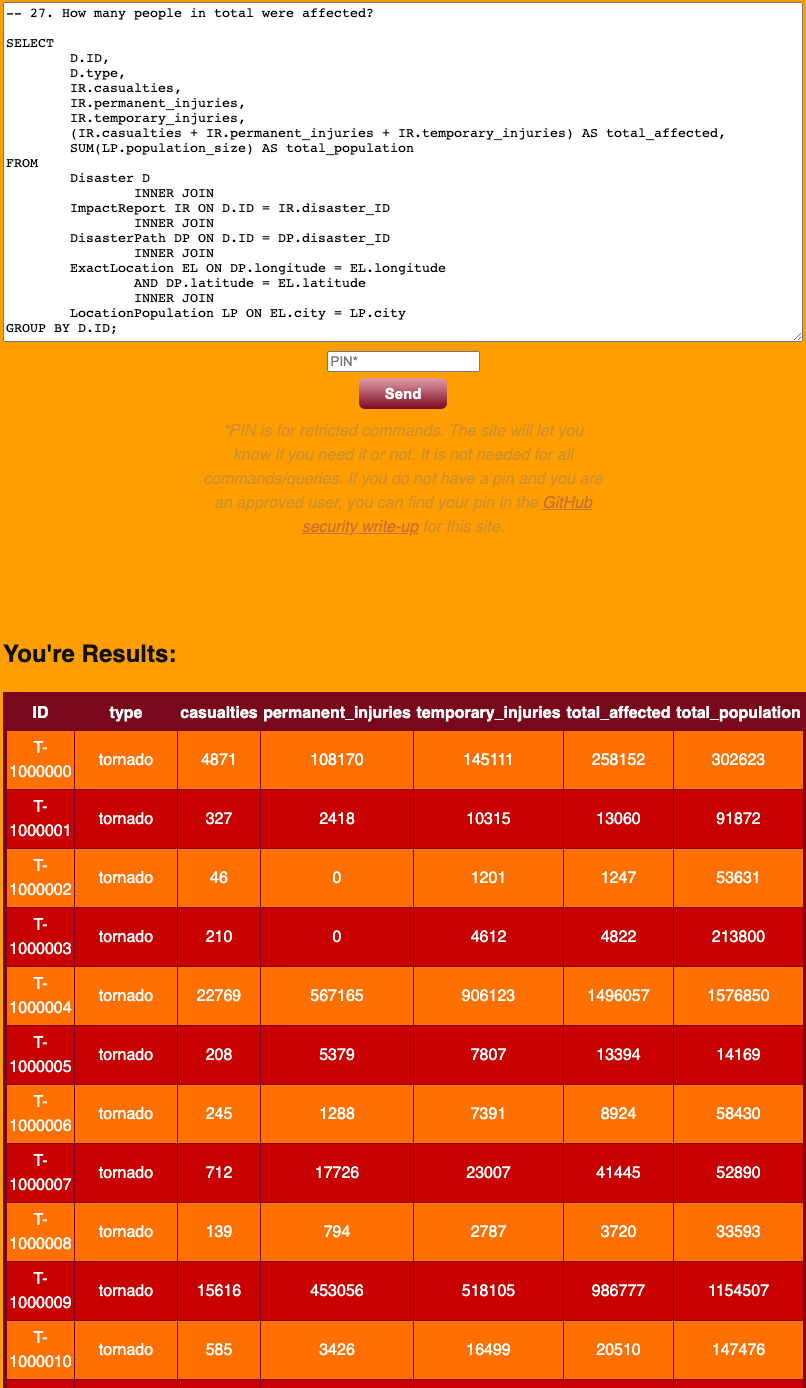 -- 27. How many people in total were affected?
SELECT
D.ID,
D.type,
IR.casualties,
IR.permanent_injuries,
IR.temporary_injuries,
(IR.casualties + IR.permanent_injuries + IR.temporary_injuries) AS total_affected,
SUM(LP.population_size) AS total_population
FROM
Disaster D
INNER JOIN
ImpactReport IR ON D.ID = IR.disaster_ID
INNER JOIN
DisasterPath DP ON D.ID = DP.disaster_ID
INNER JOIN
ExactLocation EL ON DP.longitude = EL.longitude
AND DP.latitude = EL.latitude
INNER JOIN
LocationPopulation LP ON EL.city = LP.city
GROUP BY D.ID;
PIN*
Send
*PIN is for retricted commands. The site will let you
know if you need it or not. It is not needed for all
commands/queries. If you do not have a pin and you are
an approved user, you can find your pin in the GitHub
security write-up for this site.
You're Results:
ID type casualties permanent_injuries temporary_injuries total_affected total_population
T-1000000 tornado 4871 108170 145111 258152 302623
T-1000001 tornado 327 2418 10315 13060 91872
T-1000002 tornado 46 0 1201 1247 53631
T-1000003 tornado 210 0 4612 4822 213800
T-1000004 tornado 22769 567165 906123 1496057 1576850
T-1000005 tornado 208 5379 7807 13394 14169
T-1000006 tornado 245 1288 7391 8924 58430
T-1000007 tornado 712 17726 23007 41445 52890
T-1000008 tornado 139 794 2787 3720 33593
T-1000009 tornado 15616 453056 518105 986777 1154507
T-1000010 tornado 585 3426 16499 20510 147476